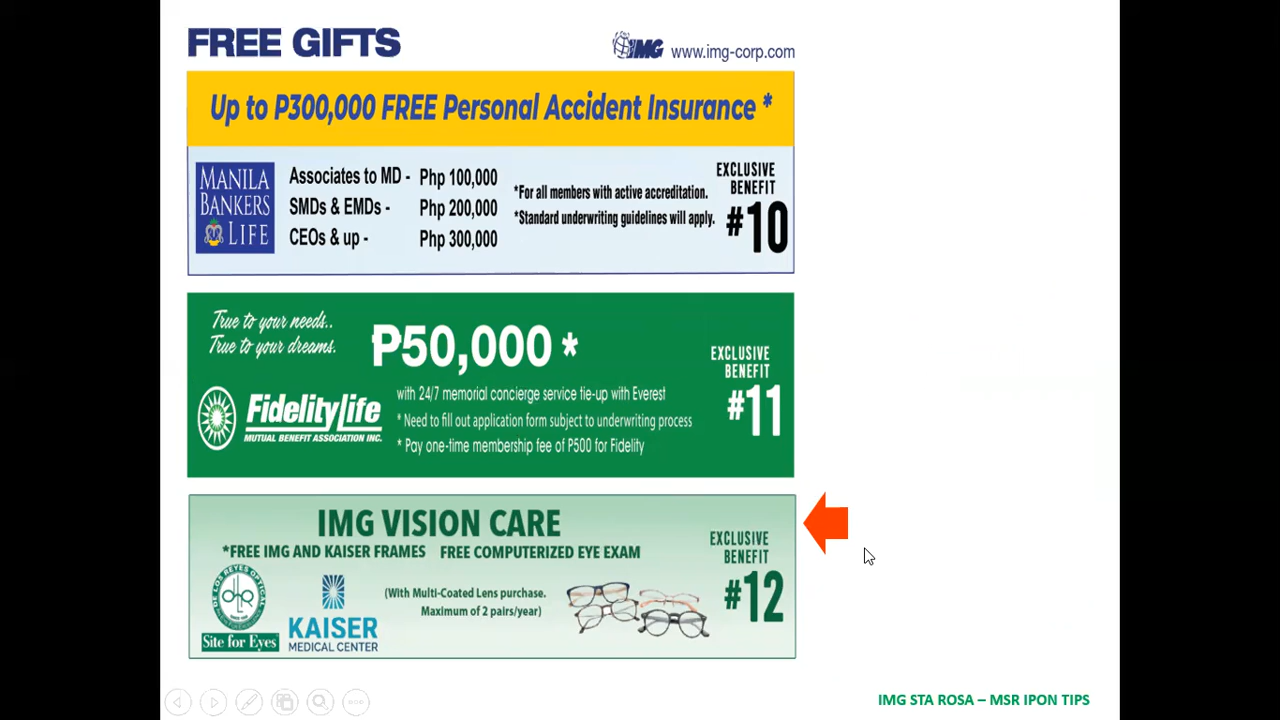 FREE GIFTS
IMG www.img-corp.com
Up to P300,000 FREE Personal Accident Insurance *
MANILA
BANKERS
LIFE
Associates to MD - Php 100,000
SMDs & EMDs - Php 200,000
CEOs & up - Php 300,000
*For all members with active accreditation.
*Standard underwriting guidelines will apply.
EXCLUSIVE
BENEFIT
#10
True to your needs..
True to your dreams.
FidelityLife
MUTUAL BENEFIT ASSOCIATION INC.
₱50,000 *
with 24/7 memorial concierge service tie-up with Everest
* Need to fill out application form subject to underwriting process
* Pay one-time membership fee of P500 for Fidelity
EXCLUSIVE
BENEFIT
#11
IMG VISION CARE
*FREE IMG AND KAISER FRAMES FREE COMPUTERIZED EYE EXAM
DE LOS REYES OPTICAL
Site for Eyes
KAISER
MEDICAL CENTER
(With Multi-Coated Lens purchase.
Maximum of 2 pairs/year)
EXCLUSIVE
BENEFIT
#12
IMG STA ROSA – MSR IPON TIPS